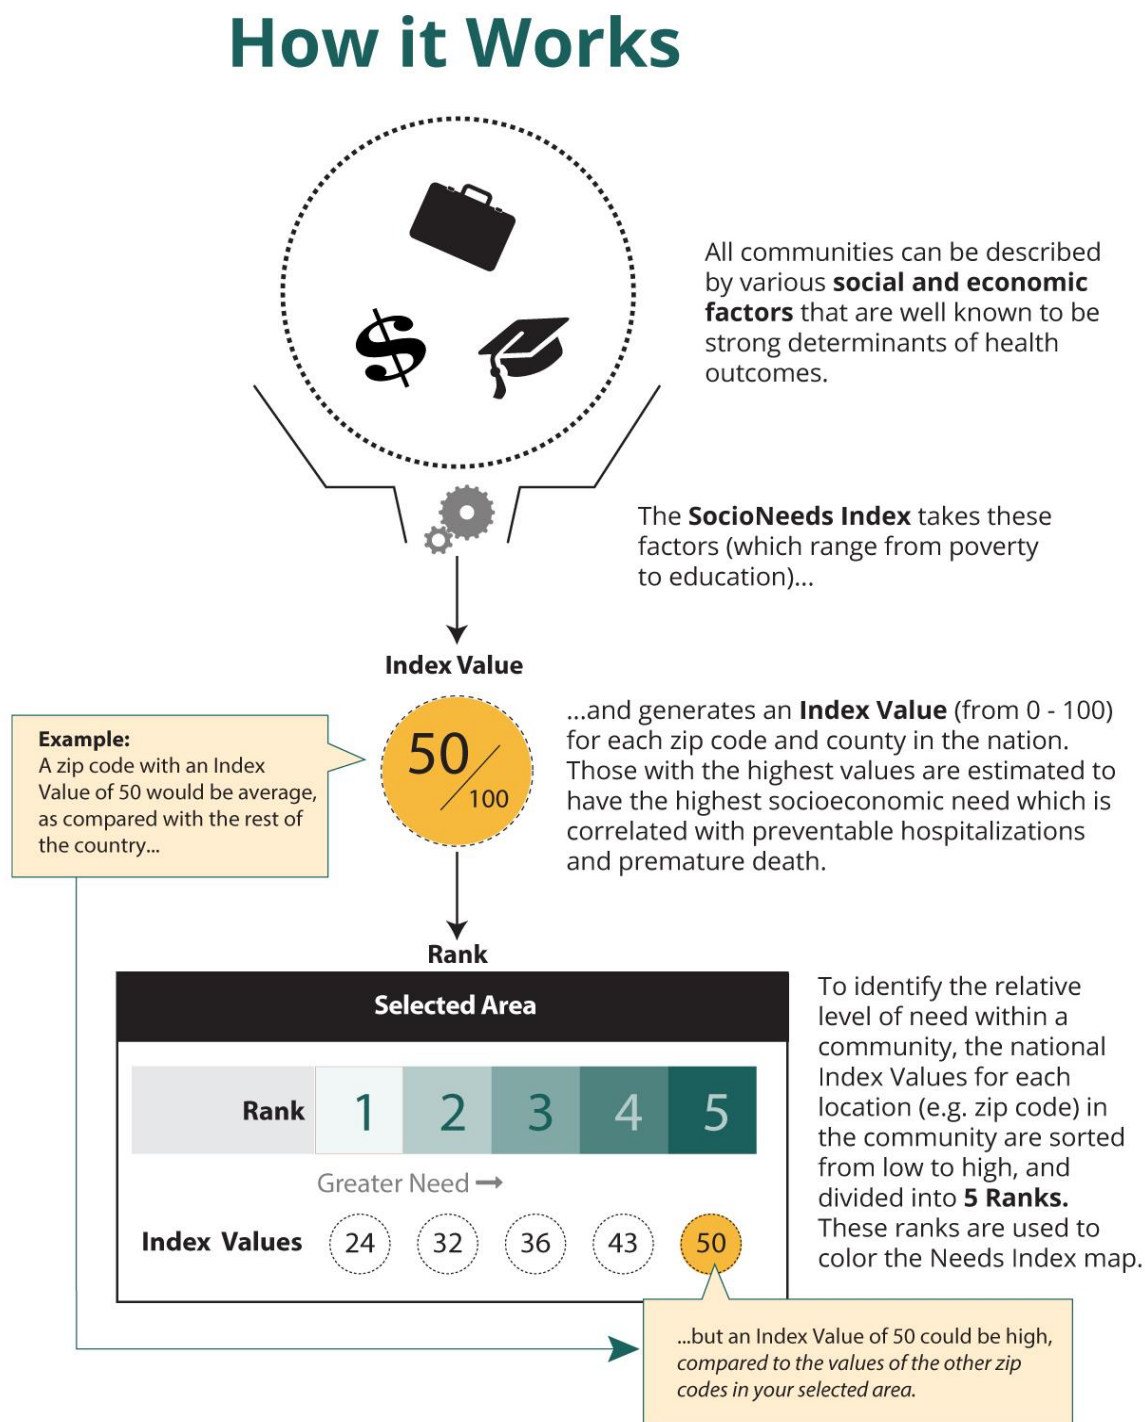 How it Works
All communities can be described
by various social and economic
factors that are well known to be
strong determinants of health
outcomes.
$
The SocioNeeds Index takes these
factors (which range from poverty
to education)...
Index Value
50/100
...and generates an Index Value (from 0 - 100)
for each zip code and county in the nation.
Those with the highest values are estimated to
have the highest socioeconomic need which is
correlated with preventable hospitalizations
and premature death.
Example:
A zip code with an Index
Value of 50 would be average,
as compared with the rest of
the country...
Rank
Selected Area
Rank 1 2 3 4 5
Greater Need →
Index Values 24 32 36 43 50
To identify the relative
level of need within a
community, the national
Index Values for each
location (e.g. zip code) in
the community are sorted
from low to high, and
divided into 5 Ranks.
These ranks are used to
color the Needs Index map.
...but an Index Value of 50 could be high,
compared to the values of the other zip
codes in your selected area.